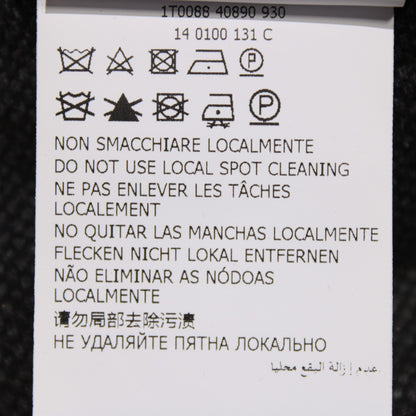 1T0088 40890 930
14 0100 131 C
P
P
NON SMACCHIARE LOCALMENTE
DO NOT USE LOCAL SPOT CLEANING
NE PAS ENLEVER LES TÂCHES
LOCALEMENT
NO QUITAR LAS MANCHAS LOCALMENTE
FLECKEN NICHT LOKAL ENTFERNEN
NÃO ELIMINAR AS NÓDOAS
LOCALMENTE
请勿局部去除污渍
НЕ УДАЛЯЙТЕ ПЯТНА ЛОКАЛЬНО
عدم إزالة البقع محليا